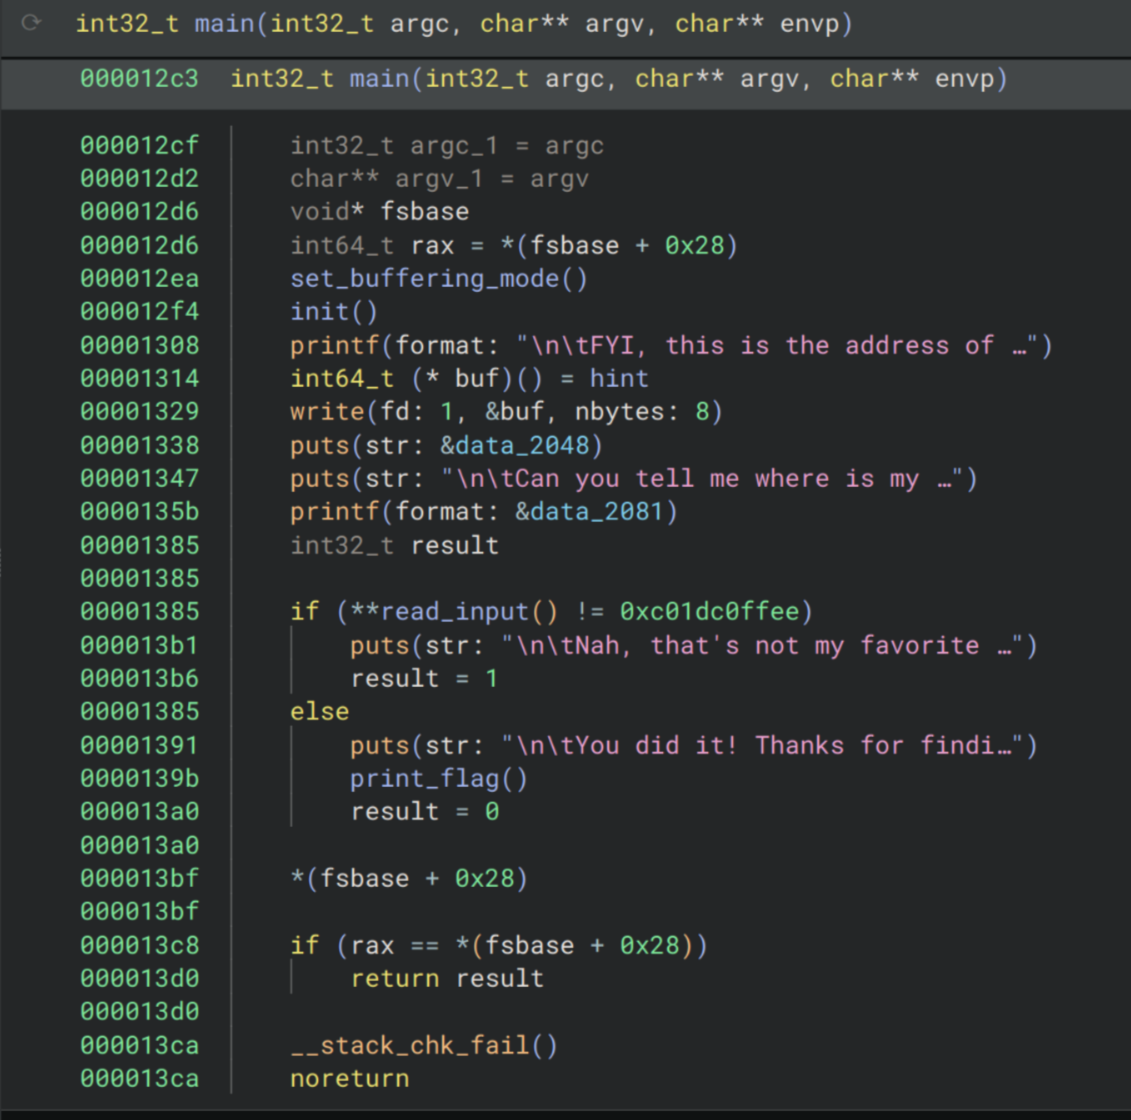 int32_t main(int32_t argc, char** argv, char** envp)
000012c3 int32_t main(int32_t argc, char** argv, char** envp)
000012cf int32_t argc_1 = argc
000012d2 char** argv_1 = argv
000012d6 void* fsbase
000012d6 int64_t rax = *(fsbase + 0x28)
000012ea set_buffering_mode()
000012f4 init()
00001308 printf(format: "\n\tFYI, this is the address of …")
00001314 int64_t (* buf)() = hint
00001329 write(fd: 1, &buf, nbytes: 8)
00001338 puts(str: &data_2048)
00001347 puts(str: "\n\tCan you tell me where is my …")
0000135b printf(format: &data_2081)
00001385 int32_t result
00001385
00001385 if (**read_input() != 0xc01dc0ffee)
000013b1 puts(str: "\n\tNah, that's not my favorite …")
000013b6 result = 1
00001385 else
00001391 puts(str: "\n\tYou did it! Thanks for findi…")
0000139b print_flag()
000013a0 result = 0
000013a0
000013bf *(fsbase + 0x28)
000013bf
000013c8 if (rax == *(fsbase + 0x28))
000013d0 return result
000013d0
000013ca __stack_chk_fail()
000013ca noreturn